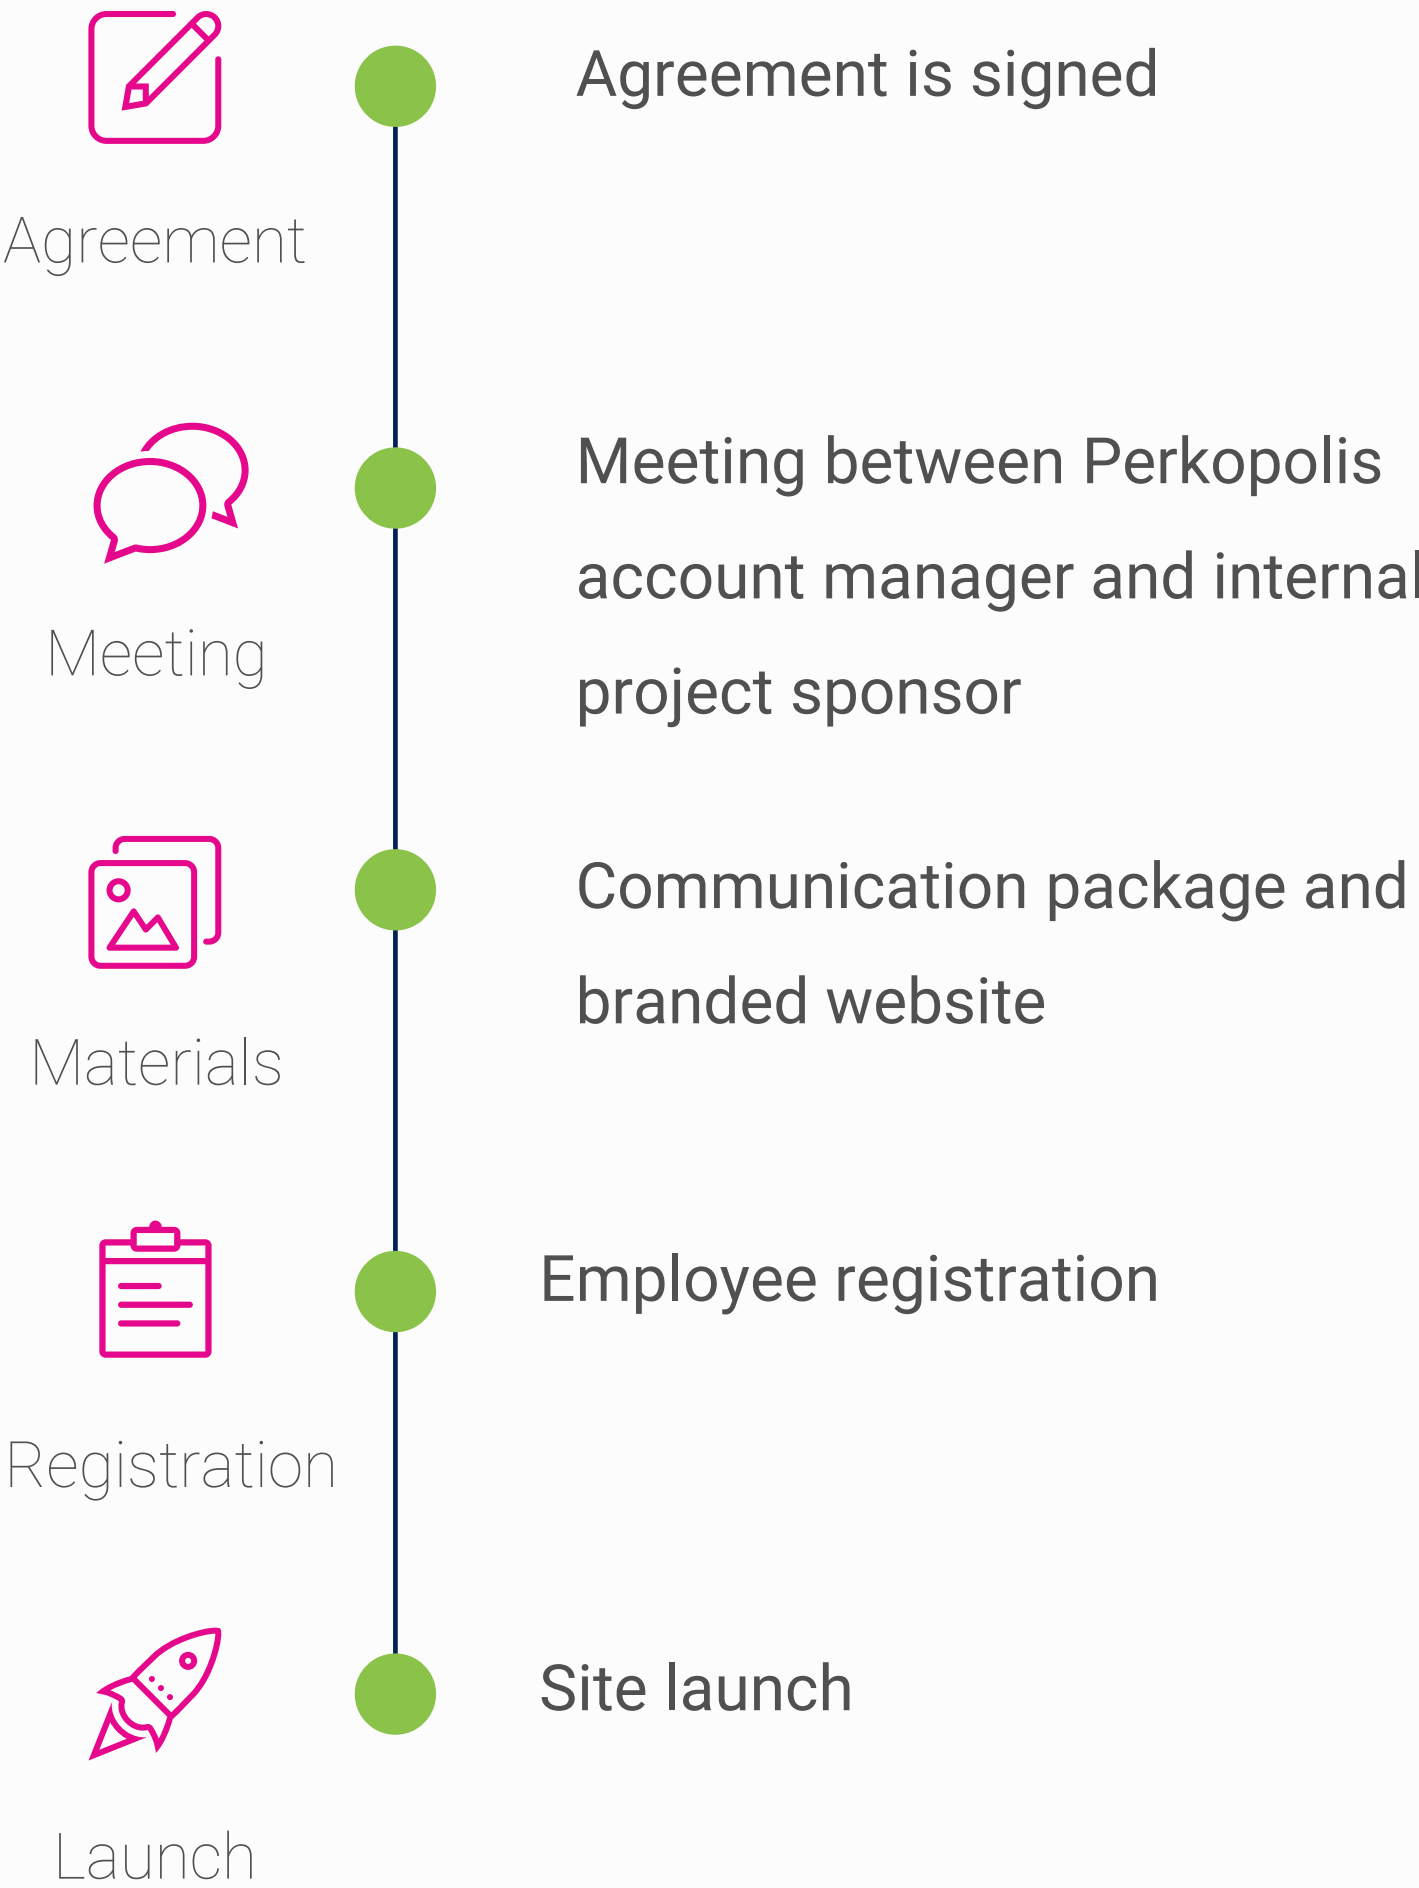 Agreement is signed
Agreement
Meeting between Perkopolis
account manager and internal
project sponsor
Meeting
Communication package and
branded website
Materials
Employee registration
Registration
Site launch
Launch